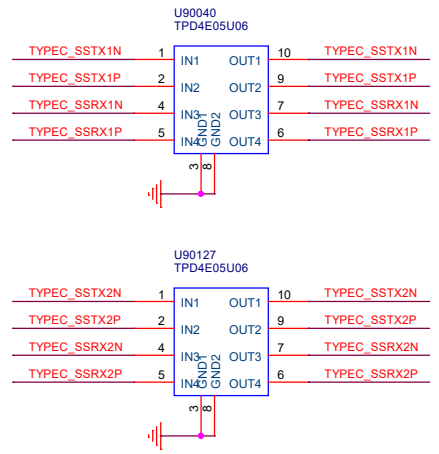 U90040
TPD4E05U06
TYPEC_SSTX1N 1 IN1 OUT1 10 TYPEC_SSTX1N
TYPEC_SSTX1P 2 IN2 OUT2 9 TYPEC_SSTX1P
TYPEC_SSRX1N 4 IN3 OUT3 7 TYPEC_SSRX1N
TYPEC_SSRX1P 5 IN4 OUT4 6 TYPEC_SSRX1P
GND1 GND2
3 8
U90127
TPD4E05U06
TYPEC_SSTX2N 1 IN1 OUT1 10 TYPEC_SSTX2N
TYPEC_SSTX2P 2 IN2 OUT2 9 TYPEC_SSTX2P
TYPEC_SSRX2N 4 IN3 OUT3 7 TYPEC_SSRX2N
TYPEC_SSRX2P 5 IN4 OUT4 6 TYPEC_SSRX2P
GND1 GND2
3 8